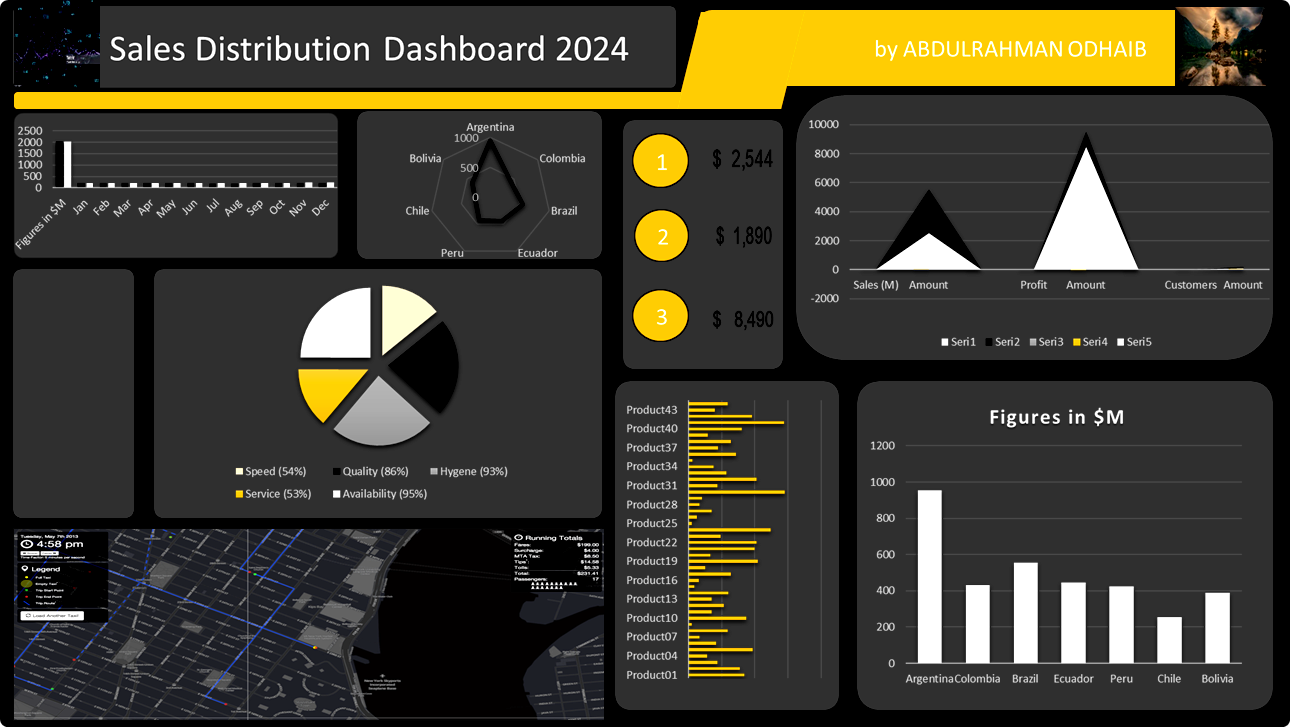 Sales Distribution Dashboard 2024
by ABDULRAHMAN ODHAIB
2500
2000
1500
1000
500
0
Figures in $M
Jan
Feb
Mar
Apr
May
Jun
Jul
Aug
Sep
Oct
Nov
Dec
Argentina
1000
Bolivia
Colombia
500
0
Chile
Brazil
Peru
Ecuador
1 $ 2,544
2 $ 1,890
3 $ 8,490
10000
8000
6000
4000
2000
0
-2000
Sales (M) Amount Profit Amount Customers Amount
Seri1 Seri2 Seri3 Seri4 Seri5
Speed (54%) Quality (86%) Hygene (93%)
Service (53%) Availability (95%)
Product43
Product40
Product37
Product34
Product31
Product28
Product25
Product22
Product19
Product16
Product13
Product10
Product07
Product04
Product01
Figures in $M
1200
1000
800
600
400
200
0
Argentina Colombia Brazil Ecuador Peru Chile Bolivia
Tuesday, May 7th 2013
4:58 pm
Legend
Full Taxi
Empty Taxi
Trip Start Point
Trip End Point
Trip Route
Load Another Taxi
Running Totals
Fares: $199.00
Surcharge: $4.00
MTA Tax: $8.50
Tips: $14.58
Tolls: $5.33
Total: $231.41
Passengers: 17
New York Skyports
Incorporated
Seaplane Base